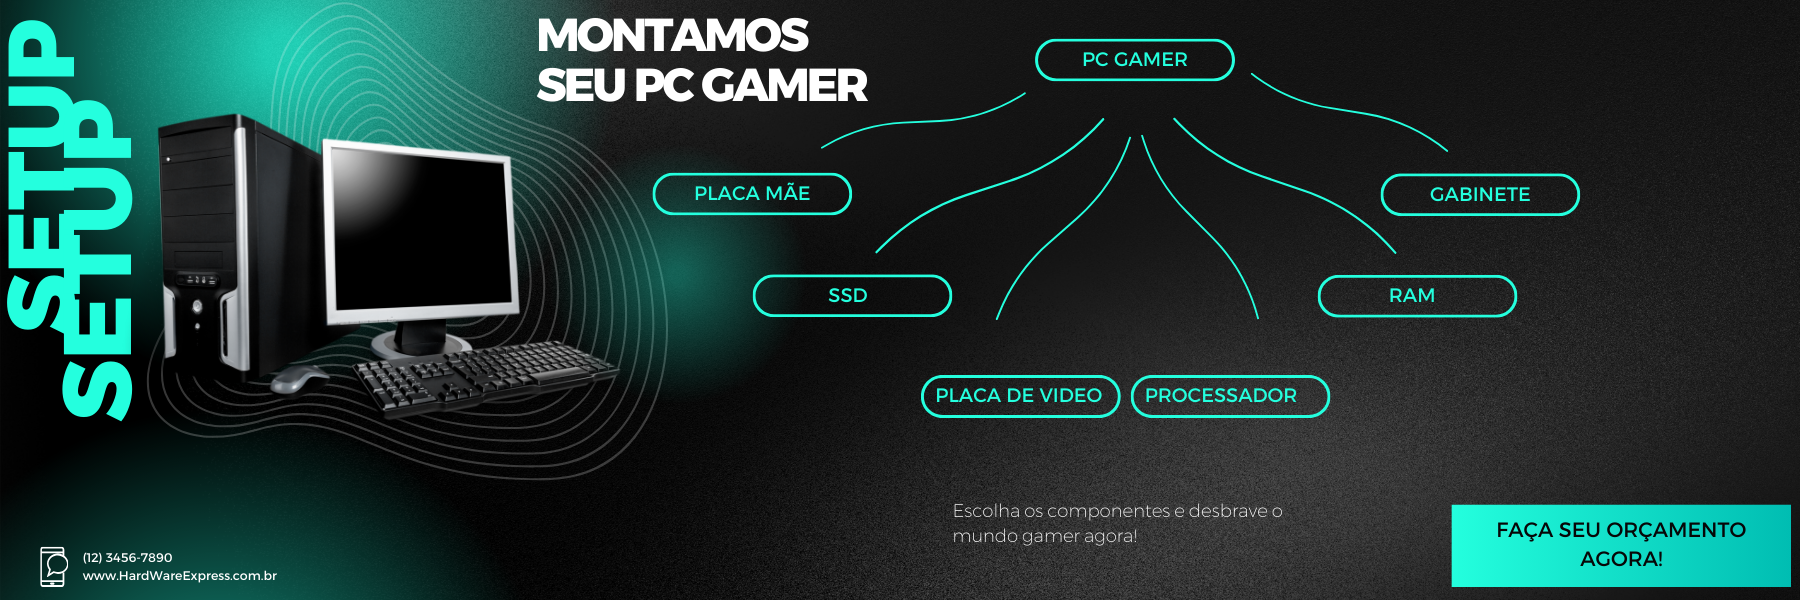 SETUP
SETUP
MONTAMOS
SEU PC GAMER
PC GAMER
PLACA MÃE
GABINETE
SSD
RAM
PLACA DE VIDEO
PROCESSADOR
Escolha os componentes e desbrave o
mundo gamer agora!
FAÇA SEU ORÇAMENTO
AGORA!
(12) 3456-7890
www.HardWareExpress.com.br